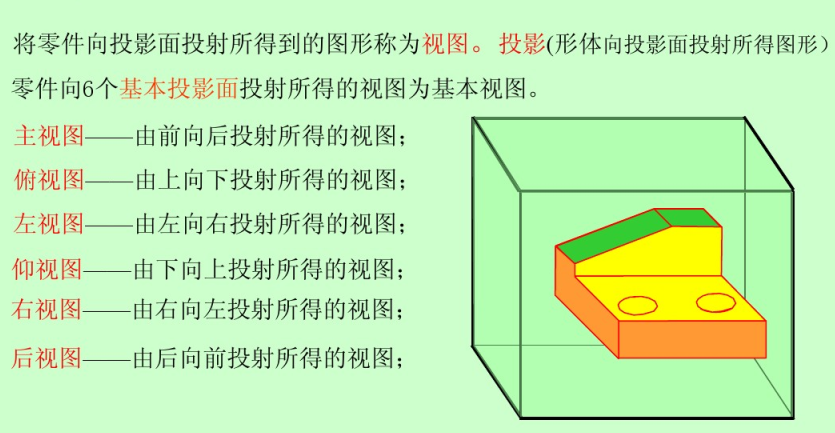 将零件向投影面投射所得到的图形称为视图。投影(形体向投影面投射所得图形）
零件向6个基本投影面投射所得的视图为基本视图。
主视图——由前向后投射所得的视图；
俯视图——由上向下投射所得的视图；
左视图——由左向右投射所得的视图；
仰视图——由下向上投射所得的视图；
右视图——由右向左投射所得的视图；
后视图——由后向前投射所得的视图；